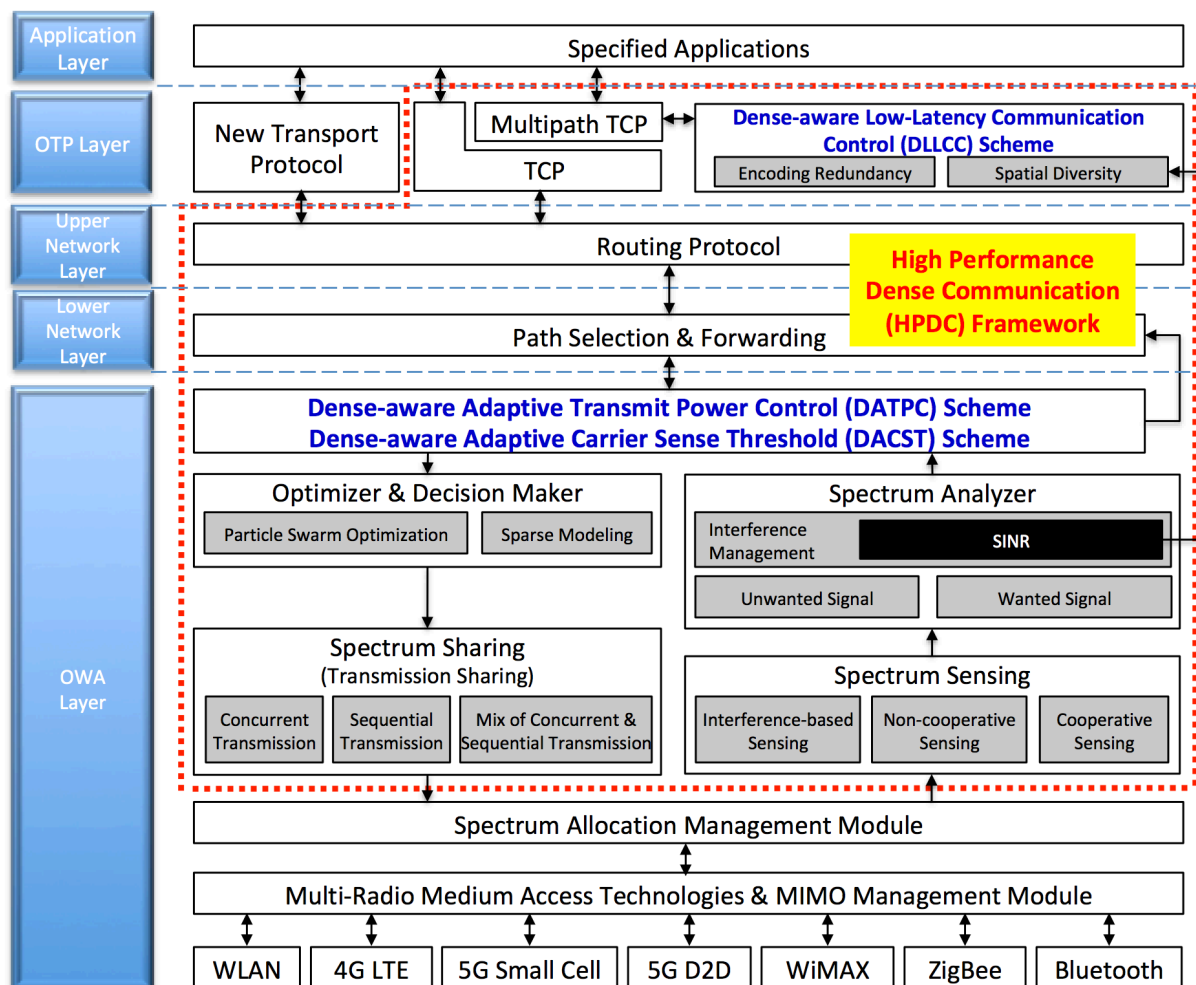 Application
Layer
Specified Applications
OTP Layer
New Transport
Protocol
Multipath TCP
TCP
Dense-aware Low-Latency Communication
Control (DLLCC) Scheme
Encoding Redundancy
Spatial Diversity
Upper
Network
Layer
Routing Protocol
High Performance
Dense Communication
(HPDC) Framework
Lower
Network
Layer
Path Selection & Forwarding
OWA
Layer
Dense-aware Adaptive Transmit Power Control (DATPC) Scheme
Dense-aware Adaptive Carrier Sense Threshold (DACST) Scheme
Optimizer & Decision Maker
Particle Swarm Optimization
Sparse Modeling
Spectrum Analyzer
Interference
Management
SINR
Unwanted Signal
Wanted Signal
Spectrum Sharing
(Transmission Sharing)
Concurrent
Transmission
Sequential
Transmission
Mix of Concurrent &
Sequential Transmission
Spectrum Sensing
Interference-based
Sensing
Non-cooperative
Sensing
Cooperative
Sensing
Spectrum Allocation Management Module
Multi-Radio Medium Access Technologies & MIMO Management Module
WLAN
4G LTE
5G Small Cell
5G D2D
WiMAX
ZigBee
Bluetooth